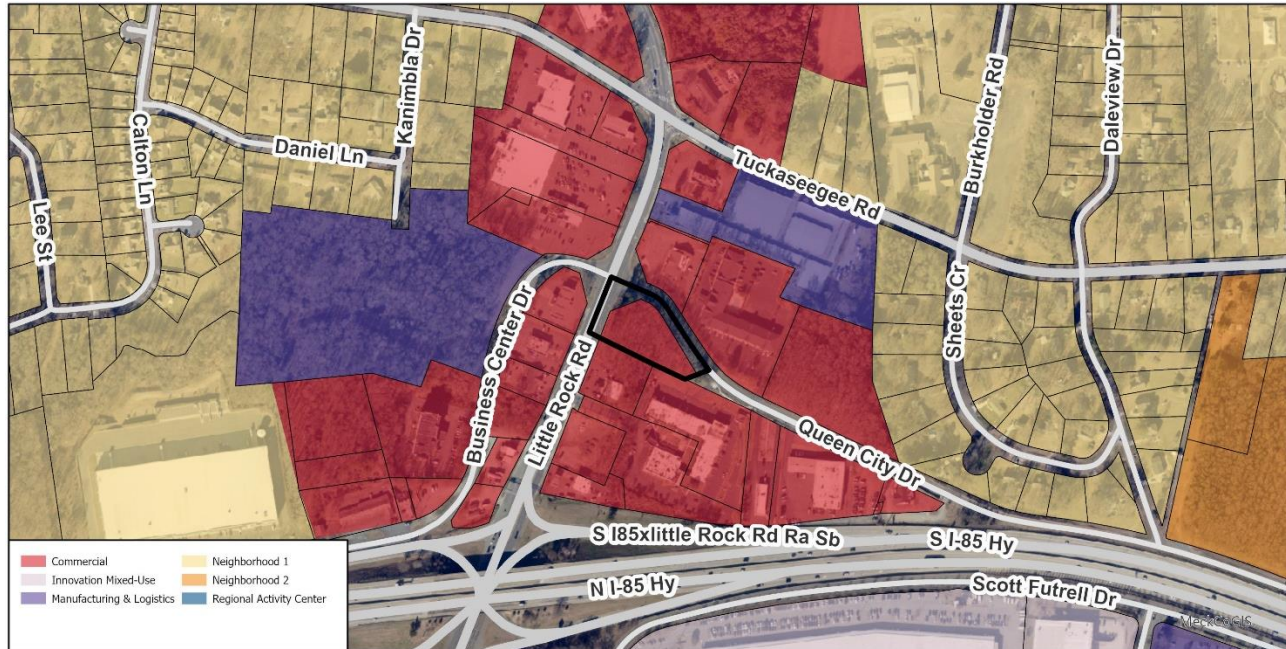 Kanimbla Dr
Calton Ln
Daniel Ln
Lee St
Tuckaseegee Rd
Burkholder Rd
Daleview Dr
Sheets Cr
Business Center Dr
Little Rock Rd
Queen City Dr
S I85xlittle Rock Rd Ra Sb
S I-85 Hy
N I-85 Hy
Scott Futrell Dr
Commercial
Innovation Mixed-Use
Manufacturing & Logistics
Neighborhood 1
Neighborhood 2
Regional Activity Center
MeckCoGIS